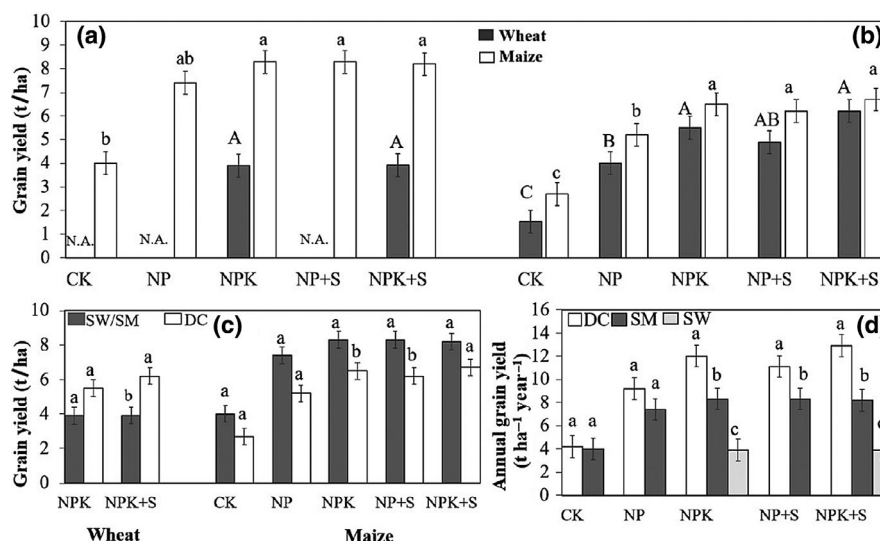 (a)
Grain yield (t/ha)
10
9
8
7
6
5
4
3
2
1
0
N.A.
b
N.A.
ab
A
a
N.A.
a
A
a
CK NP NPK NP+S NPK+S
Wheat
Maize
(b)
C
c
B
b
A
a
AB
a
A
a
CK NP NPK NP+S NPK+S
(c)
SW/SM DC
Grain yield (t/ha)
10
8
6
4
2
0
a
a
b
a
a
a
a
a
a
b
a
b
a
a
NPK NPK+S CK NP NPK NP+S NPK+S
Wheat Maize
(d)
DC SM SW
Annual grain yield
(t ha⁻¹ year⁻¹)
16
14
12
10
8
6
4
2
0
a
a
a
a
a
b
c
a
b
a
b
CK NP NPK NP+S NPK+S